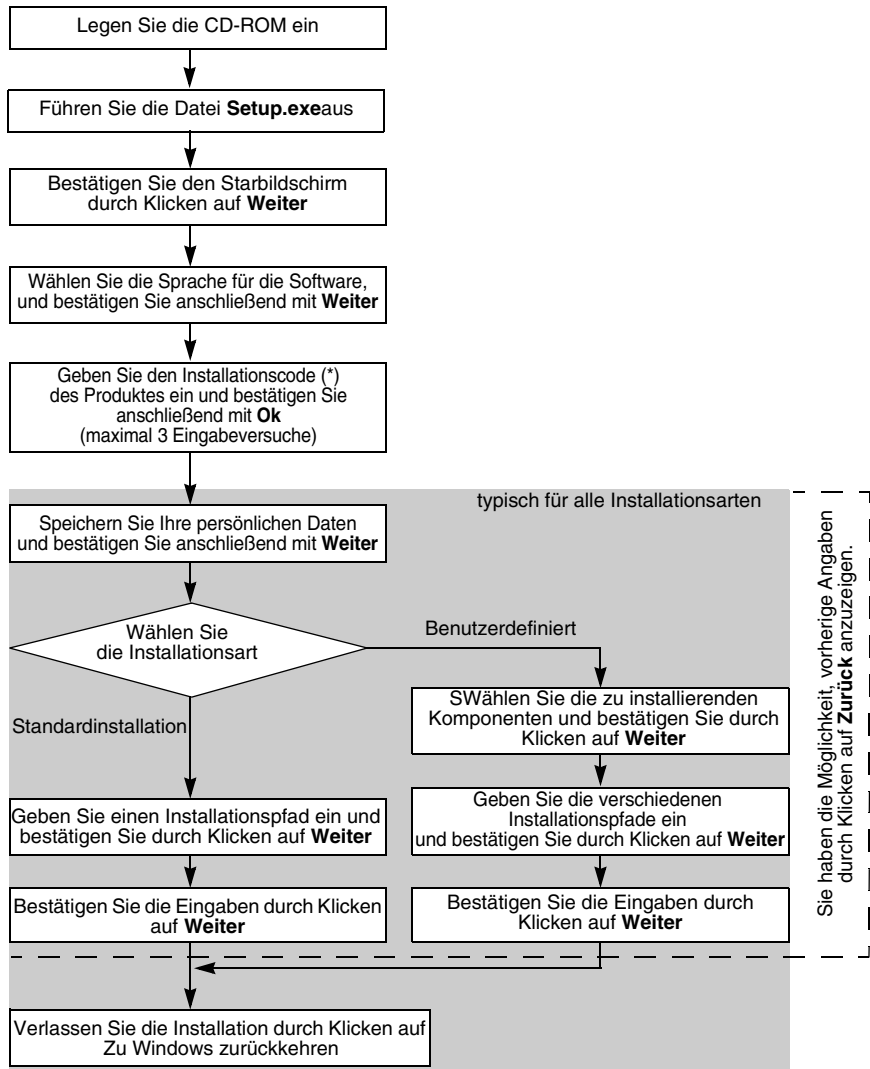 Legen Sie die CD-ROM ein
Führen Sie die Datei Setup.exeaus
Bestätigen Sie den Starbildschirm
durch Klicken auf Weiter
Wählen Sie die Sprache für die Software,
und bestätigen Sie anschließend mit Weiter
Geben Sie den Installationscode (*)
des Produktes ein und bestätigen Sie
anschließend mit Ok
(maximal 3 Eingabeversuche)
typisch für alle Installationsarten
Speichern Sie Ihre persönlichen Daten
und bestätigen Sie anschließend mit Weiter
Wählen Sie
die Installationsart
Benutzerdefiniert
Standardinstallation
SWählen Sie die zu installierenden
Komponenten und bestätigen Sie durch
Klicken auf Weiter
Geben Sie einen Installationspfad ein und
bestätigen Sie durch Klicken auf Weiter
Geben Sie die verschiedenen
Installationspfade ein
und bestätigen Sie durch Klicken auf Weiter
Bestätigen Sie die Eingaben durch Klicken
auf Weiter
Bestätigen Sie die Eingaben durch
Klicken auf Weiter
Sie haben die Möglichkeit, vorherige Angaben
durch Klicken auf Zurück anzuzeigen.
Verlassen Sie die Installation durch Klicken auf
Zu Windows zurückkehren